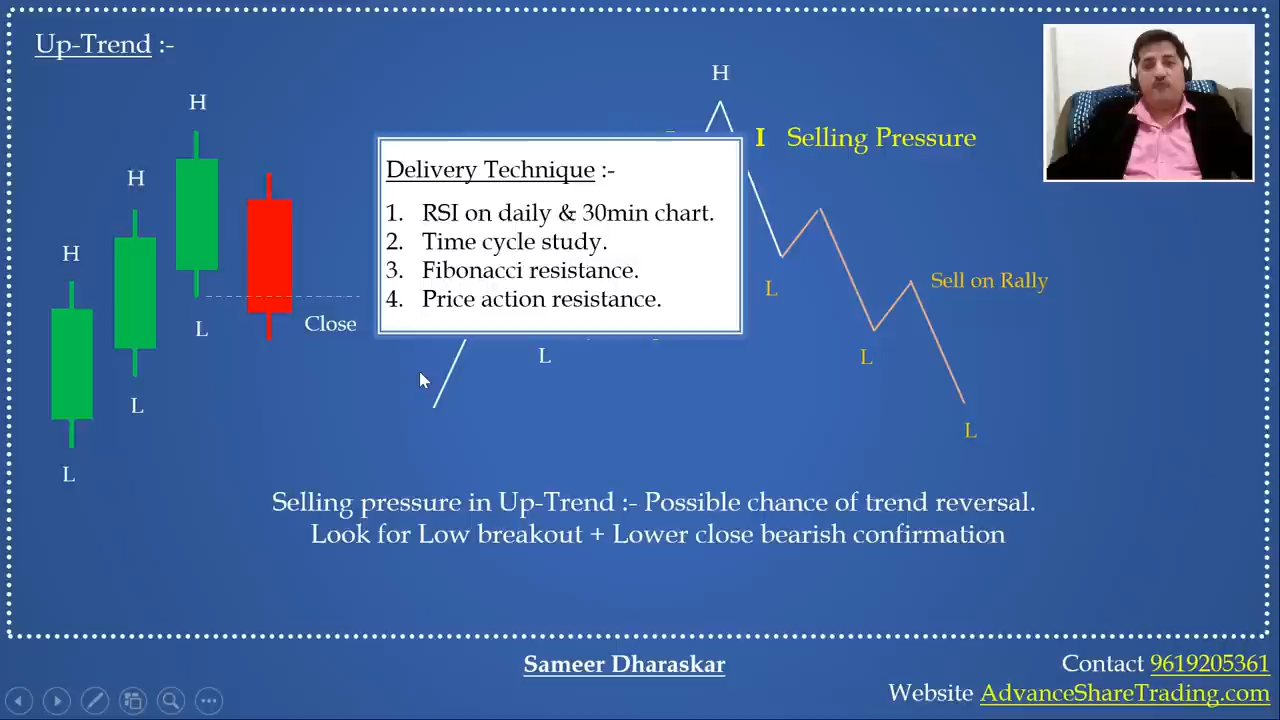 Up-Trend :-
H
H
H
H
I Selling Pressure
Delivery Technique :-
1. RSI on daily & 30min chart.
2. Time cycle study.
3. Fibonacci resistance.
4. Price action resistance.
L
Sell on Rally
L
Close
L
L
L
L
L
Selling pressure in Up-Trend :- Possible chance of trend reversal.
Look for Low breakout + Lower close bearish confirmation
Sameer Dharaskar
Contact 9619205361
Website AdvanceShareTrading.com